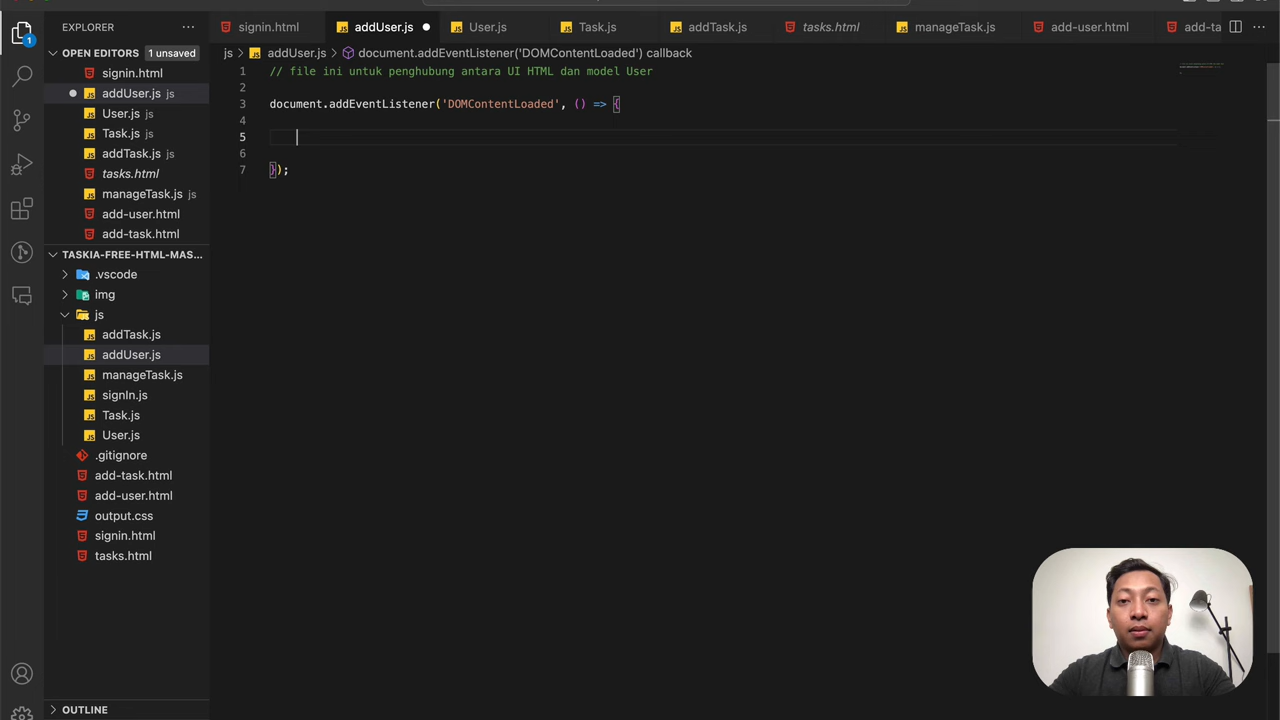 EXPLORER
signin.html
addUser.js
User.js
Task.js
addTask.js
tasks.html
manageTask.js
add-user.html
add-ta
OPEN EDITORS
1 unsaved
signin.html
addUser.js js
User.js js
Task.js js
addTask.js js
tasks.html
manageTask.js js
add-user.html
add-task.html
TASKIA-FREE-HTML-MAS...
.vscode
img
js
addTask.js
addUser.js
manageTask.js
signIn.js
Task.js
User.js
.gitignore
add-task.html
add-user.html
output.css
signin.html
tasks.html
OUTLINE
1
js > addUser.js > document.addEventListener('DOMContentLoaded') callback
1 // file ini untuk penghubung antara UI HTML dan model User
2
3 document.addEventListener('DOMContentLoaded', () => {
4
5
6
7 });